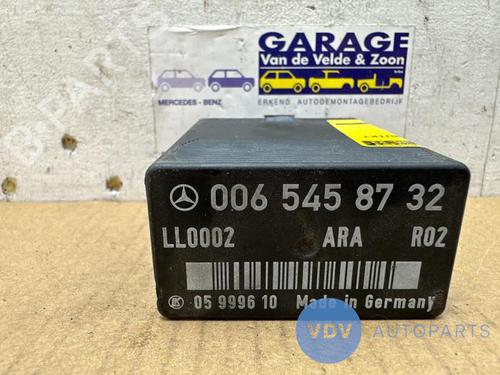 GARAGE
Van de Velde & Zoon
MERCEDES - BENZ
ERKEND AUTODEMONTAGEBEDRIJF
006 545 87 32
LL0002 ARA R02
05 9996 10 Made in Germany
VDV AUTOPARTS